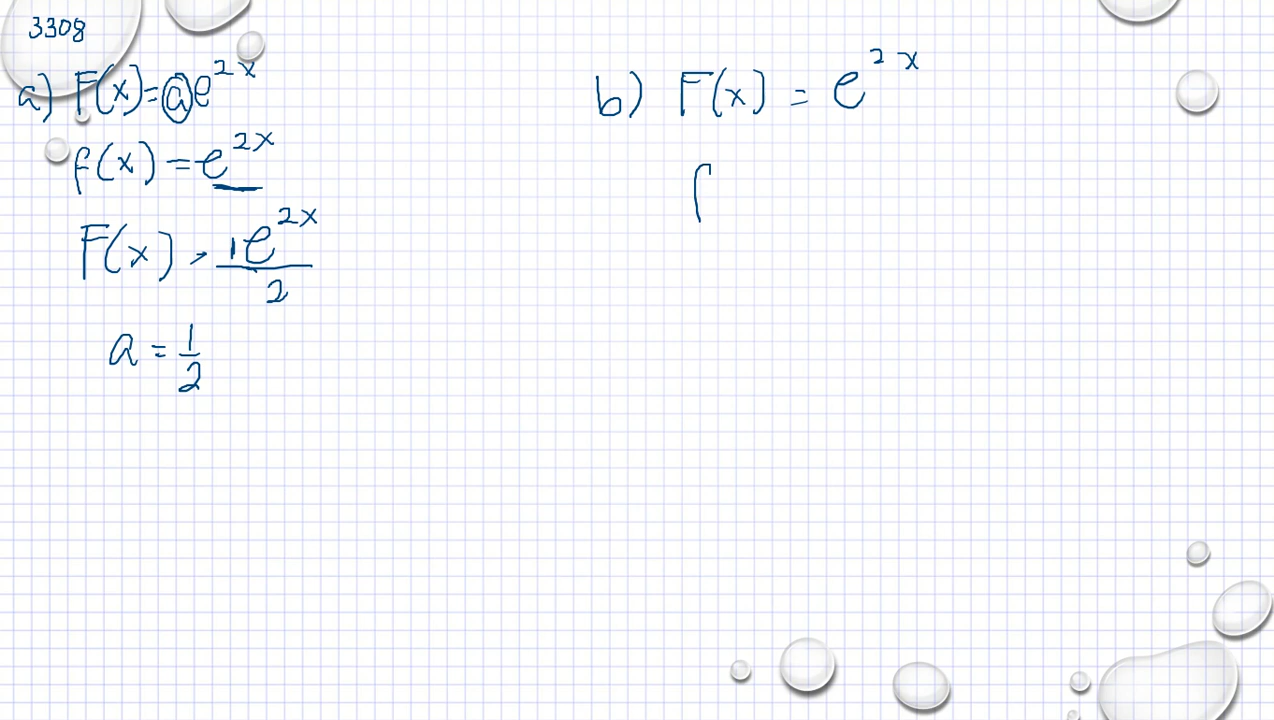 3308
a) F(x)=ae^{2x}
f(x)=e^{2x}
F(x) = 1e^{2x}/2
a = 1/2
b) F(x) = e^{2x}